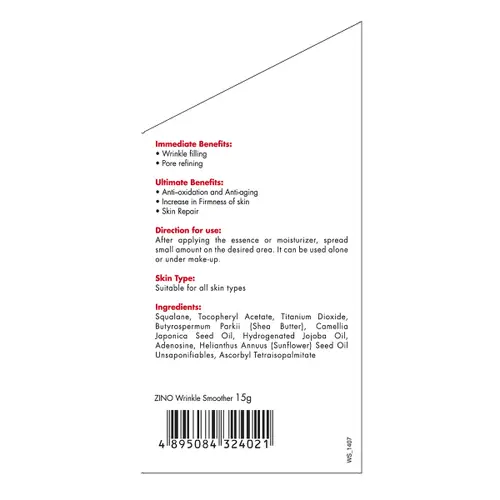 Immediate Benefits:
• Wrinkle filling
• Pore refining
Ultimate Benefits:
• Anti-oxidation and Anti-aging
• Increase in Firmness of skin
• Skin Repair
Direction for use:
After applying the essence or moisturizer, spread
small amount on the desired area. It can be used alone
or under make-up.
Skin Type:
Suitable for all skin types
Ingredients:
Squalane, Tocopheryl Acetate, Titanium Dioxide,
Butyrospermum Parkii (Shea Butter), Camellia
Japonica Seed Oil, Hydrogenated Jojoba Oil,
Adenosine, Helianthus Annuus (Sunflower) Seed Oil
Unsaponifiables, Ascorbyl Tetraisopalmitate
ZINO Wrinkle Smoother 15g
4 895084 324021
WS_1407